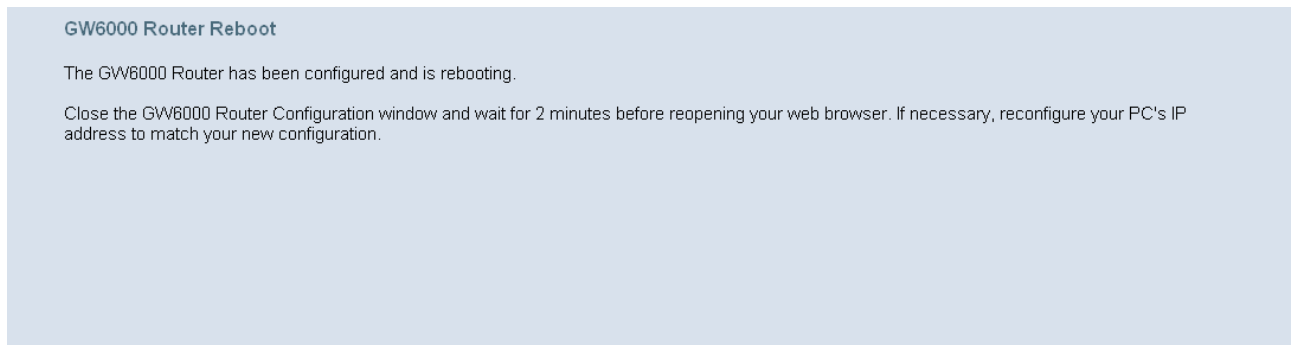 GW6000 Router Reboot
The GW6000 Router has been configured and is rebooting.
Close the GW6000 Router Configuration window and wait for 2 minutes before reopening your web browser. If necessary, reconfigure your PC's IP
address to match your new configuration.